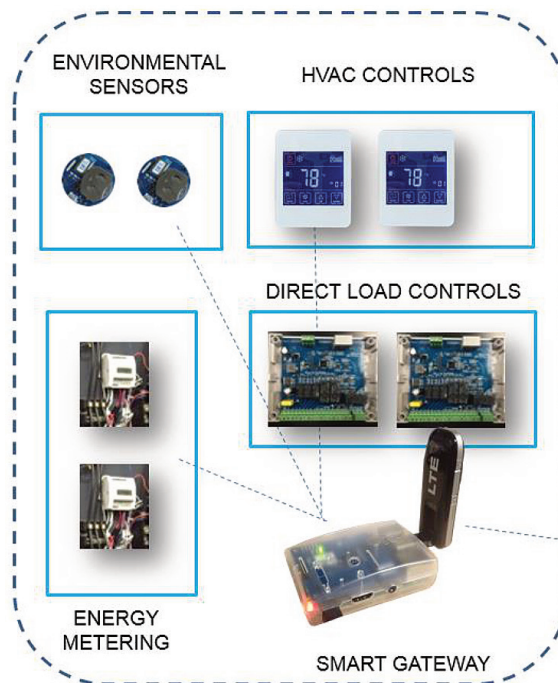 ENVIRONMENTAL
SENSORS
HVAC CONTROLS
78
78
DIRECT LOAD CONTROLS
LTE
ENERGY
METERING
SMART GATEWAY